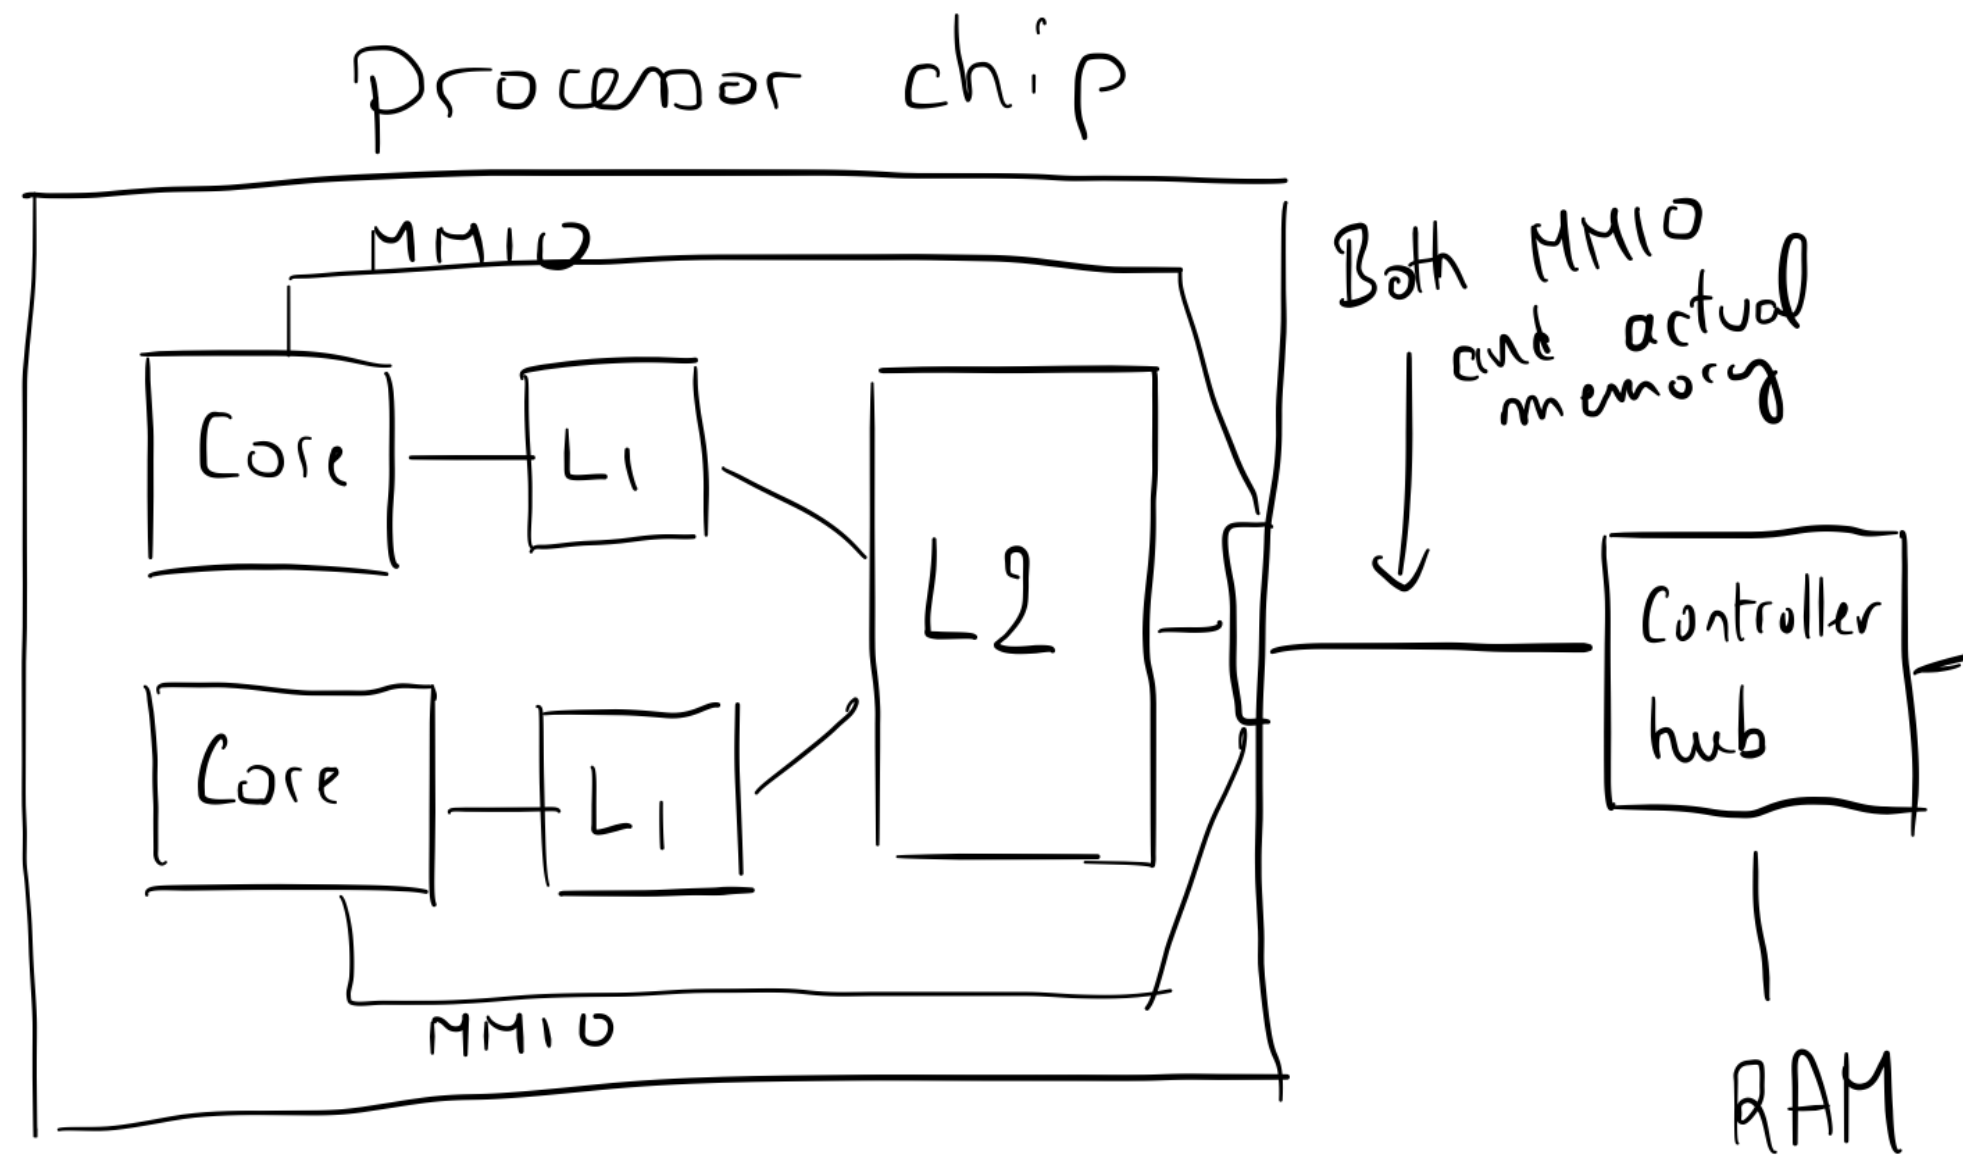 processor chip
MMIO
Both MMIO
and actual
memory
Core
L1
L2
Controller
hub
Core
L1
MMIO
RAM